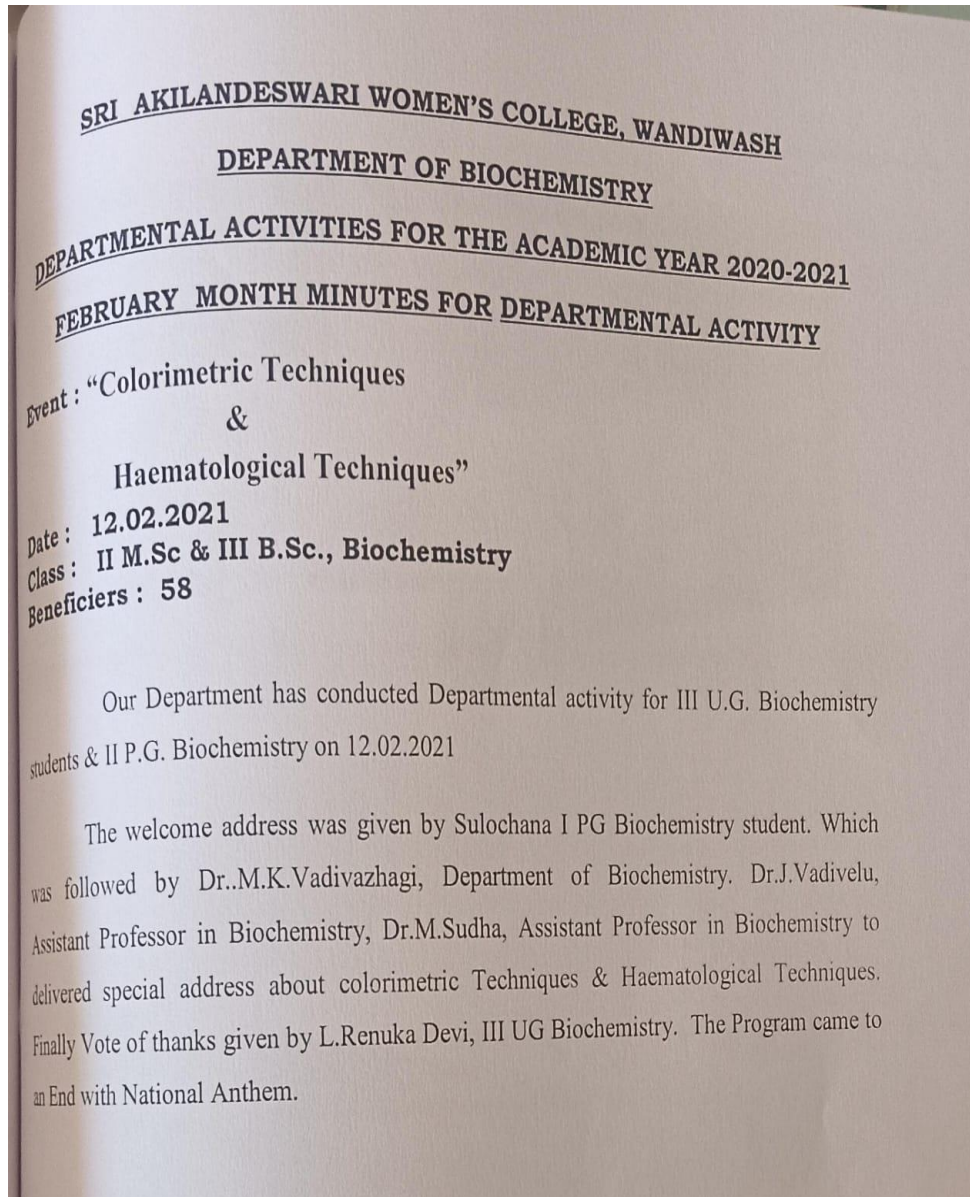 SRI AKILANDESWARI WOMEN'S COLLEGE, WANDIWASH
DEPARTMENT OF BIOCHEMISTRY
DEPARTMENTAL ACTIVITIES FOR THE ACADEMIC YEAR 2020-2021
FEBRUARY MONTH MINUTES FOR DEPARTMENTAL ACTIVITY
Event : “Colorimetric Techniques
&
Haematological Techniques”
Date : 12.02.2021
Class : II M.Sc & III B.Sc., Biochemistry
Beneficiers : 58
Our Department has conducted Departmental activity for III U.G. Biochemistry
students & II P.G. Biochemistry on 12.02.2021
The welcome address was given by Sulochana I PG Biochemistry student. Which
was followed by Dr..M.K.Vadivazhagi, Department of Biochemistry. Dr.J.Vadivelu,
Assistant Professor in Biochemistry, Dr.M.Sudha, Assistant Professor in Biochemistry to
delivered special address about colorimetric Techniques & Haematological Techniques.
Finally Vote of thanks given by L.Renuka Devi, III UG Biochemistry. The Program came to
an End with National Anthem.